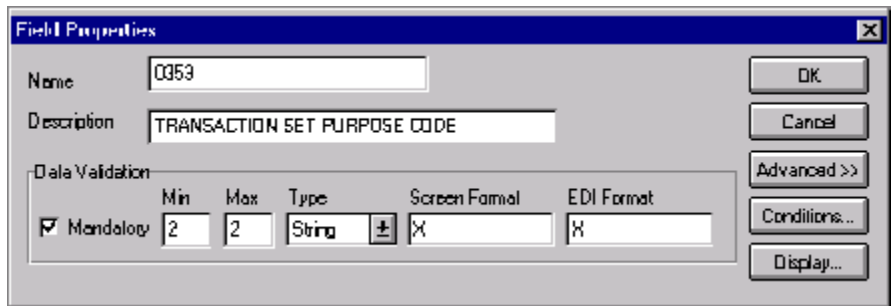 Field Properties
Name 0353 OK
Description TRANSACTION SET PURPOSE CODE Cancel
Data Validation Advanced >>
Min Max Type Screen Format EDI Format
Mandatory 2 2 String X X Conditions...
Display...